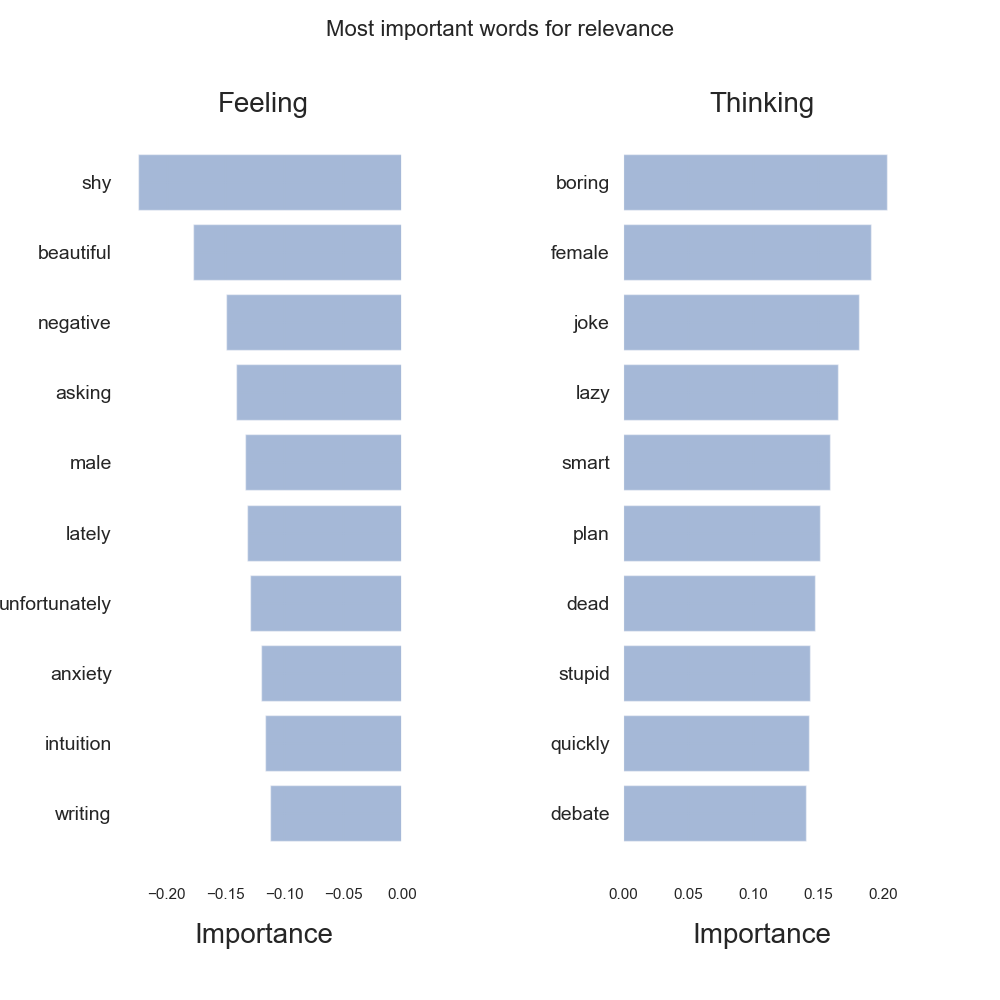 Most important words for relevance
Feeling
shy
beautiful
negative
asking
male
lately
unfortunately
anxiety
intuition
writing
−0.20 −0.15 −0.10 −0.05 0.00
Importance
Thinking
boring
female
joke
lazy
smart
plan
dead
stupid
quickly
debate
0.00 0.05 0.10 0.15 0.20
Importance